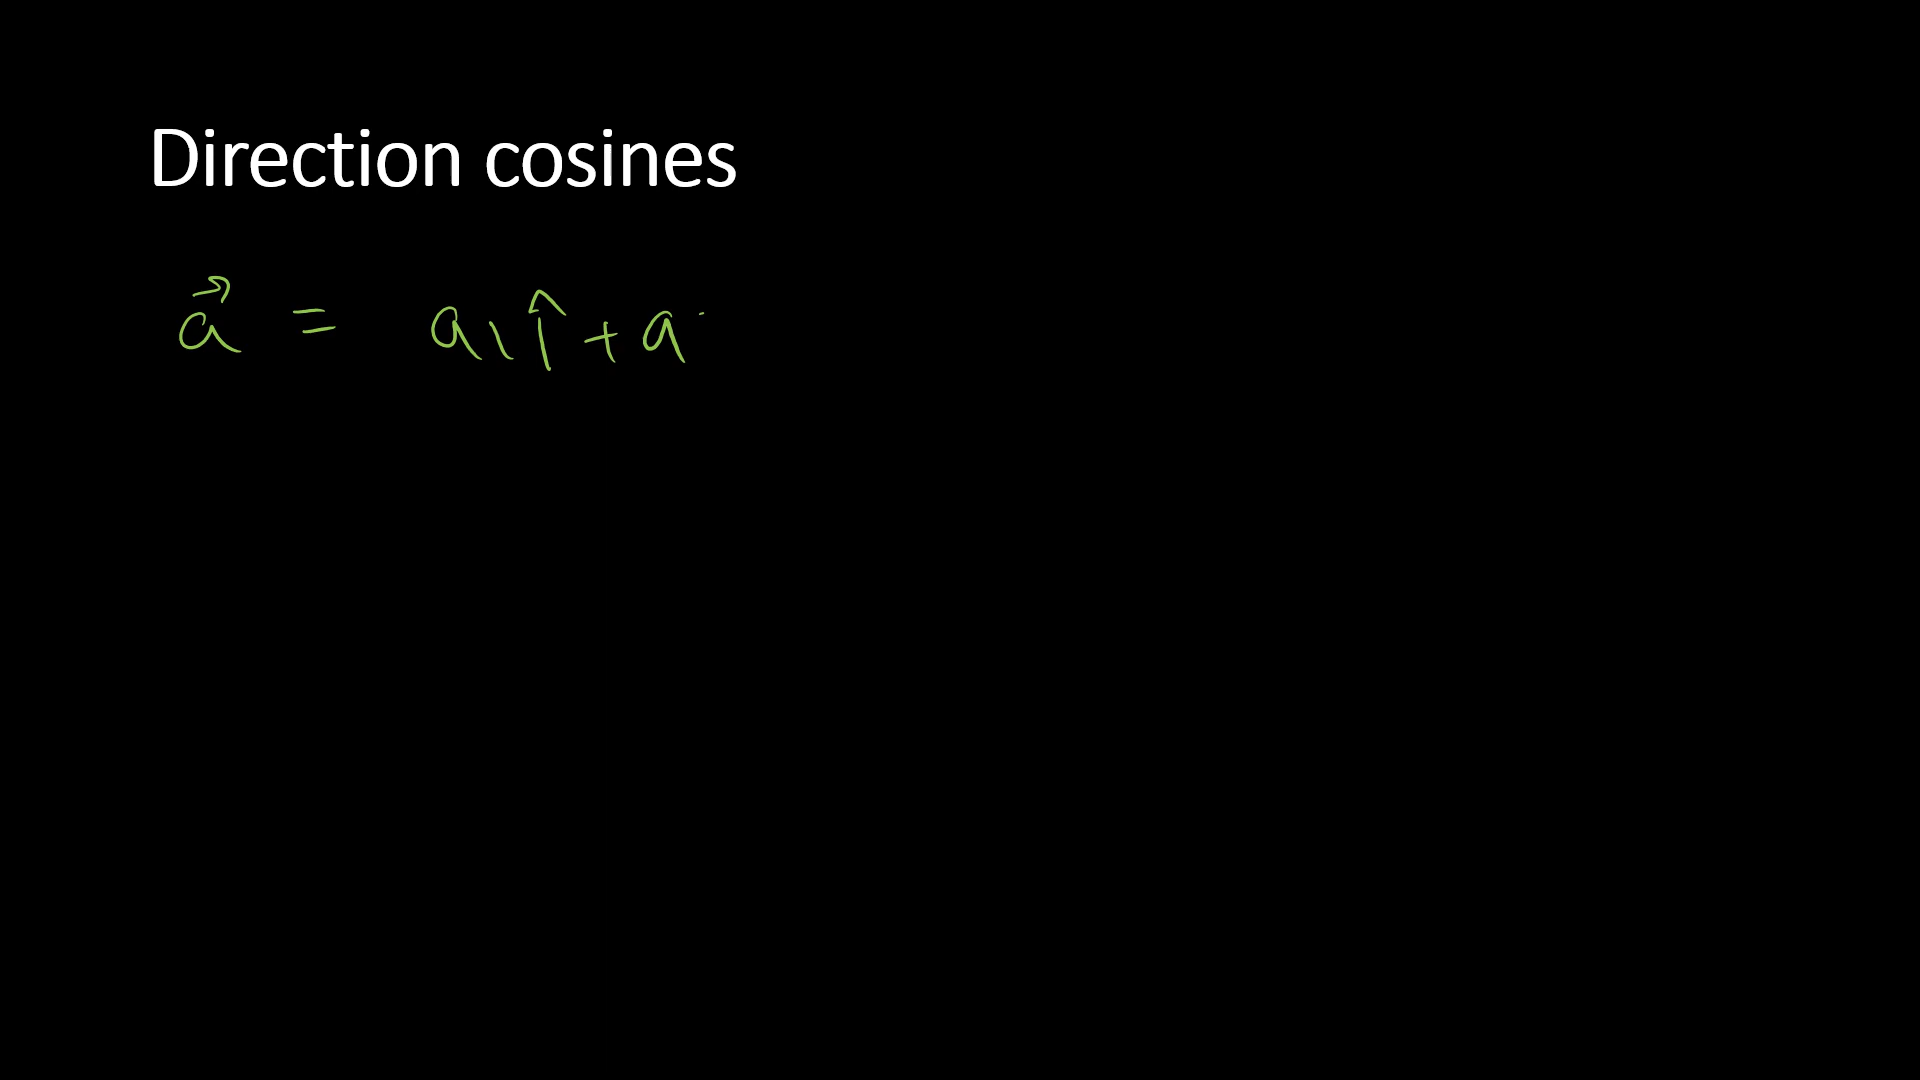 Direction cosines
a⃗ = a₁î + a